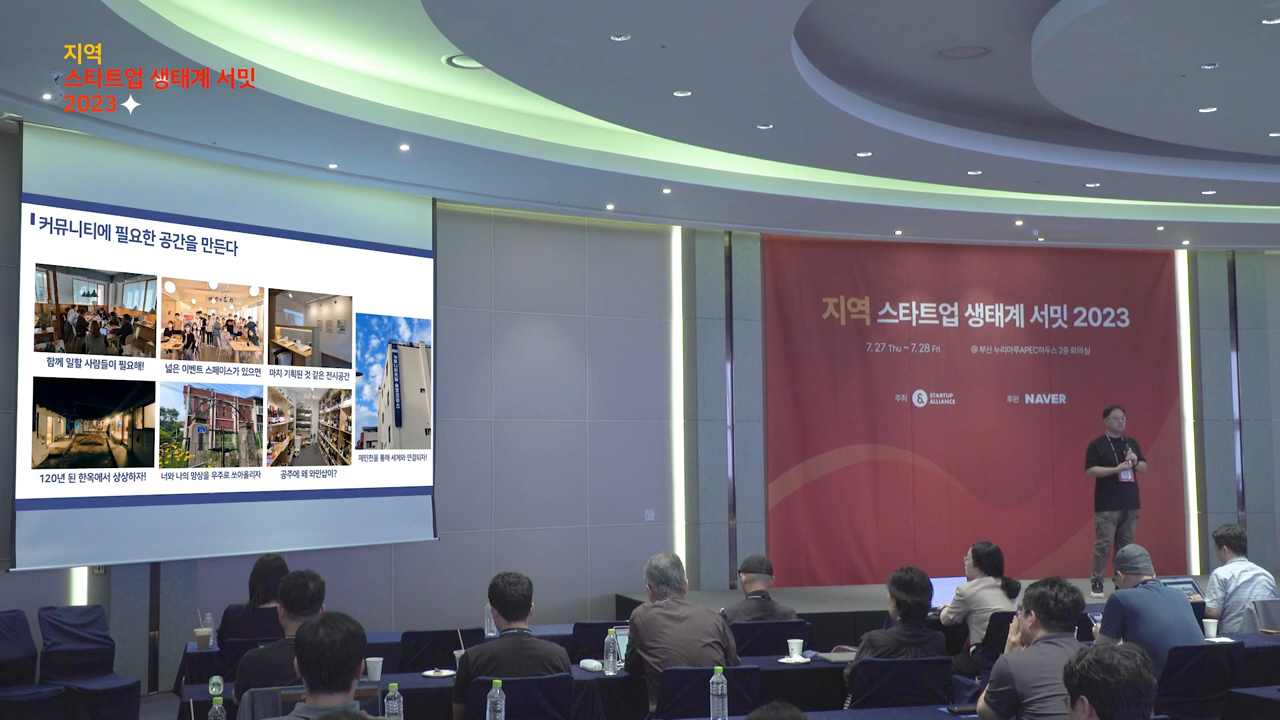 지역
스타트업 생태계 서밋
2023
커뮤니티에 필요한 공간을 만든다
함께 일할 사람들이 필요해!
넓은 이벤트 스페이스가 있으면
마치 기획된 것 같은 전시공간
120년 된 한옥에서 상상하자!
너와 나의 망상을 우주로 쏘아올리자
공주에 왜 와인샵이?
제민천을 통해 세계와 연결되자!
지역 스타트업 생태계 서밋 2023
7.27 Thu ~ 7.28 Fri @ 부산 누리마루APEC하우스 2층 회의실
주최 STARTUP ALLIANCE 후원 NAVER